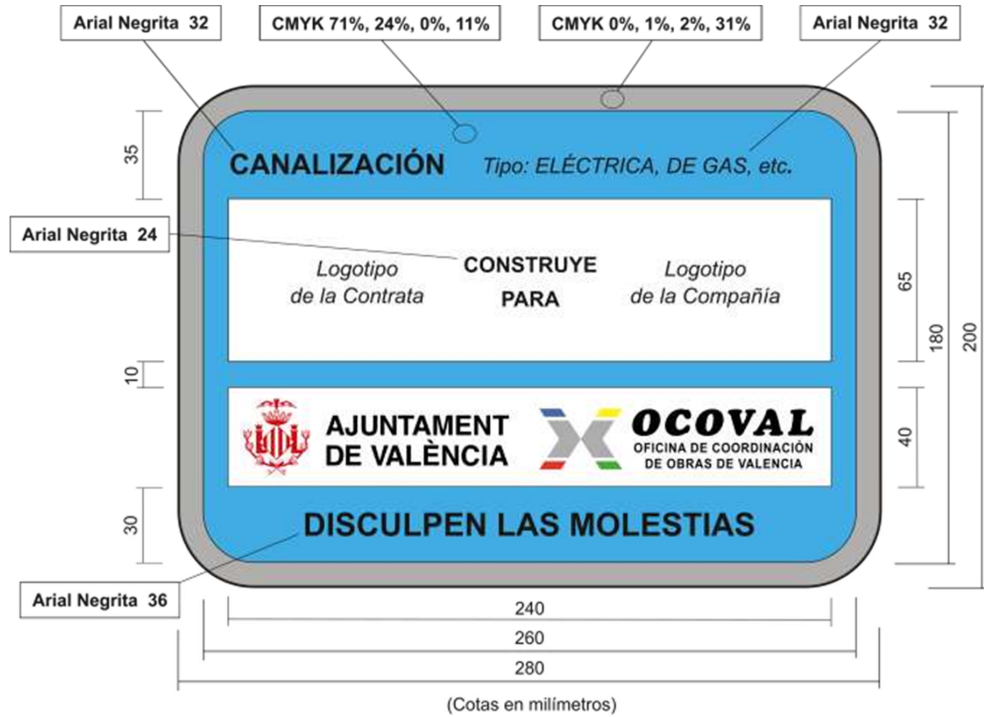 Arial Negrita 32
CMYK 71%, 24%, 0%, 11%
CMYK 0%, 1%, 2%, 31%
Arial Negrita 32
35
CANALIZACIÓN
Tipo: ELÉCTRICA, DE GAS, etc.
Arial Negrita 24
Logotipo
de la Contrata
CONSTRUYE
PARA
Logotipo
de la Compañía
65
180
200
10
AJUNTAMENT
DE VALÈNCIA
OCOVAL
OFICINA DE COORDINACIÓN
DE OBRAS DE VALENCIA
40
30
DISCULPEN LAS MOLESTIAS
Arial Negrita 36
240
260
280
(Cotas en milímetros)